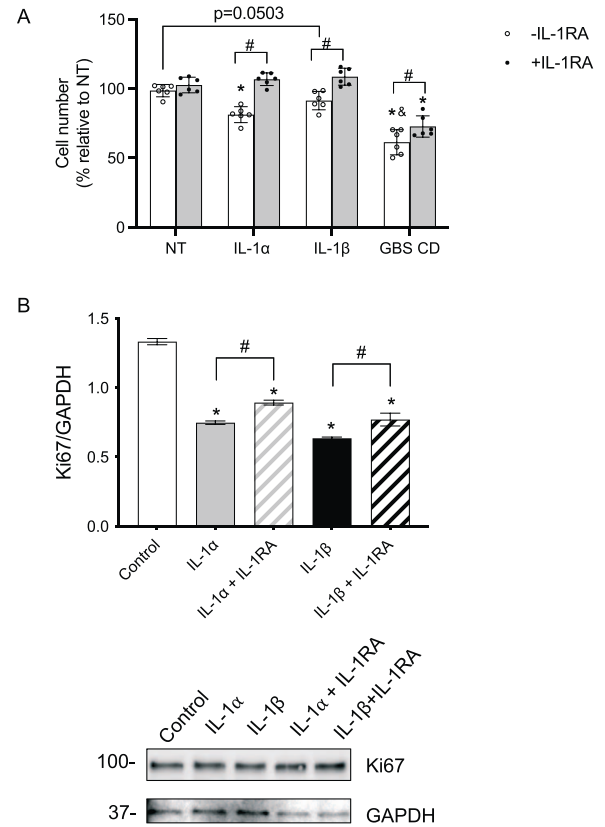 A
p=0.0503
-IL-1RA
+IL-1RA
Cell number
(% relative to NT)
150
100
50
0
#
#
#
*
*&
*
NT
IL-1α
IL-1β
GBS CD
B
Ki67/GAPDH
1.5
1.0
0.5
0.0
#
#
*
*
*
*
Control
IL-1α
IL-1α + IL-1RA
IL-1β
IL-1β + IL-1RA
Control
IL-1α
IL-1β
IL-1α + IL-1RA
IL-1β+IL-1RA
100-
Ki67
37-
GAPDH